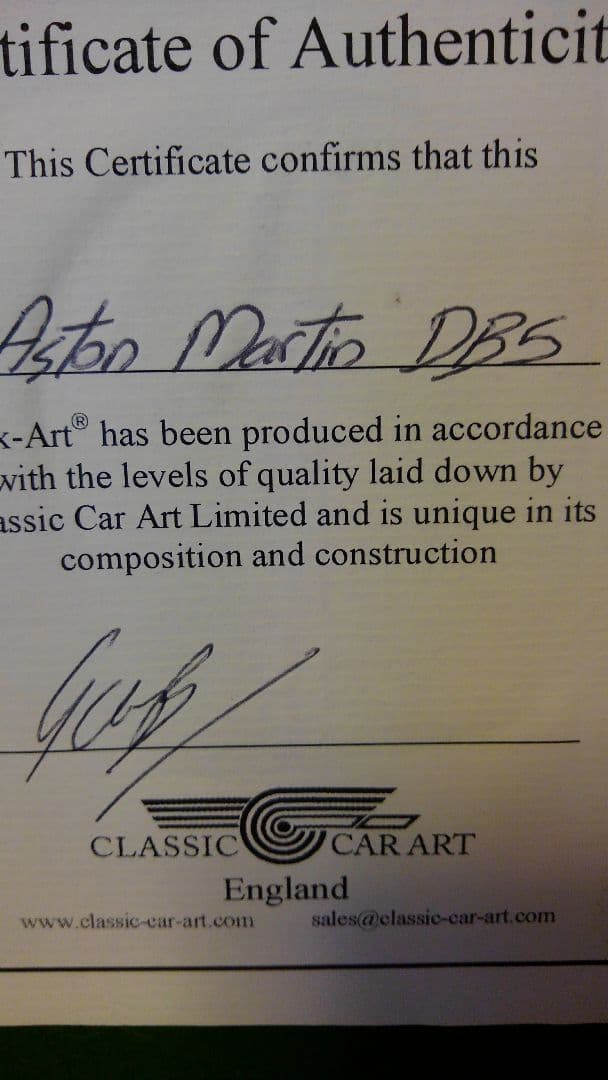 tificate of Authenticit
This Certificate confirms that this
Aston Martin DBS
x-Art® has been produced in accordance
with the levels of quality laid down by
assic Car Art Limited and is unique in its
composition and construction
CLASSIC CAR ART
England
www.classic-car-art.com sales@classic-car-art.com